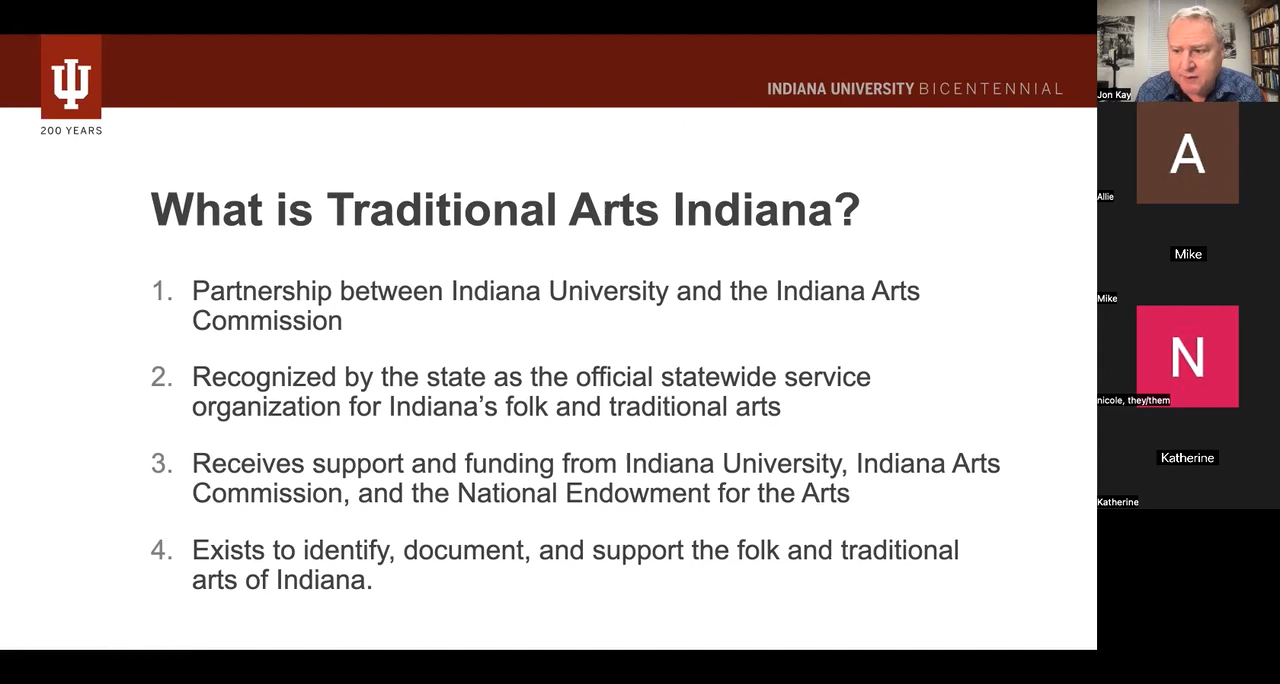 INDIANA UNIVERSITY BICENTENNIAL
200 YEARS
What is Traditional Arts Indiana?
1. Partnership between Indiana University and the Indiana Arts
Commission
2. Recognized by the state as the official statewide service
organization for Indiana’s folk and traditional arts
3. Receives support and funding from Indiana University, Indiana Arts
Commission, and the National Endowment for the Arts
4. Exists to identify, document, and support the folk and traditional
arts of Indiana.
Jon Kay
A
Allie
Mike
Mike
N
nicole, they/them
Katherine
Katherine